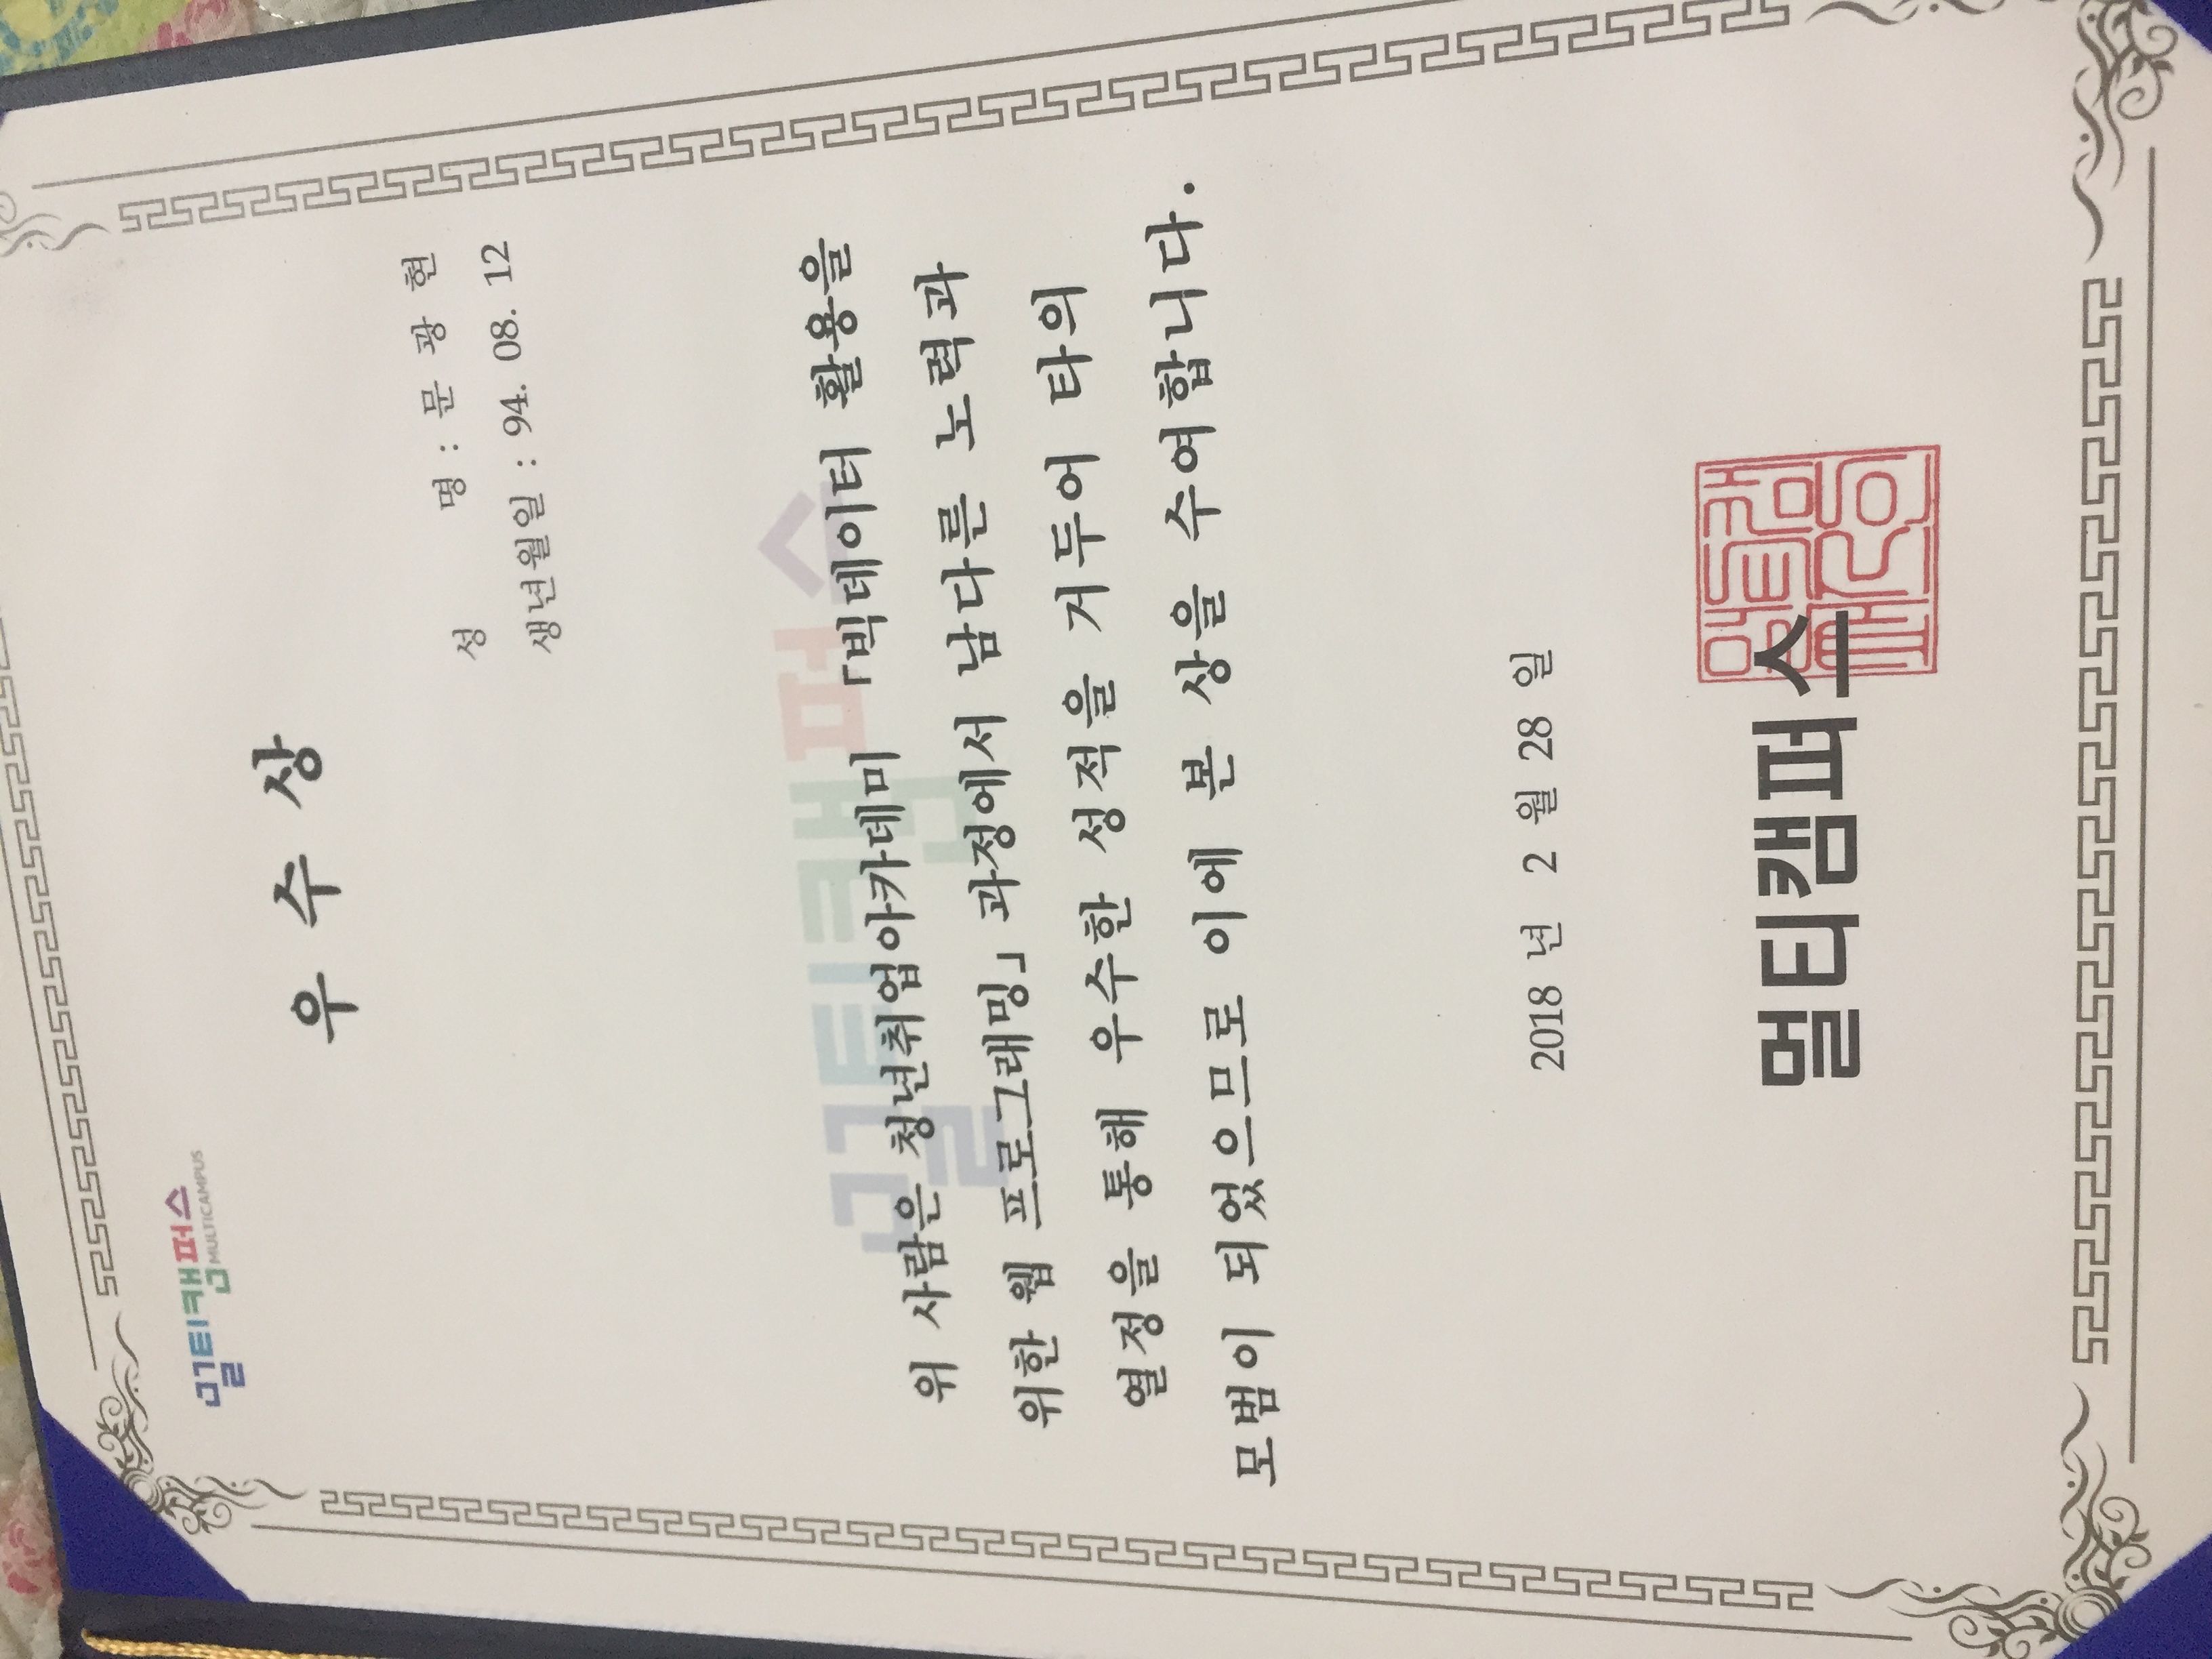 멀티캠퍼스
MULTICAMPUS
우 수 상
성 명 : 문 광 현
생년월일 : 94. 08. 12
멀티캠퍼스
위 사람은 청년취업아카데미 「빅데이터 활용을
위한 웹 프로그래밍」 과정에서 남다른 노력과
열정을 통해 우수한 성적을 거두어 타의
모범이 되었으므로 이에 본 상을 수여합니다.
2018 년 2 월 28 일
멀티캠퍼스